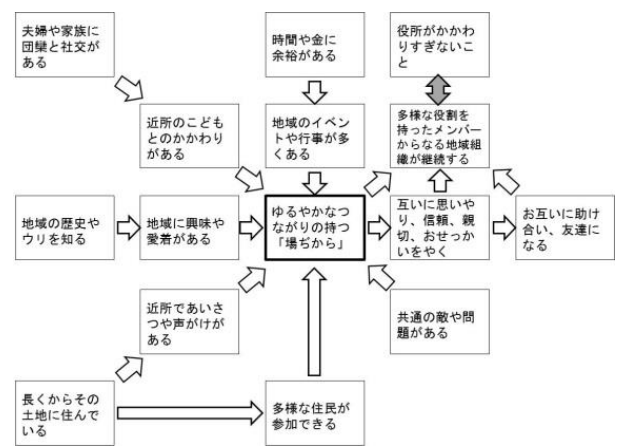 夫婦や家族に
団欒と社交が
ある
時間や金に
余裕がある
役所がかかわ
りすぎないこ
と
近所のこども
とのかかわり
がある
地域のイベン
トや行事が多
くある
多様な役割を
持ったメンバー
からなる地域組
織が継続する
地域の歴史や
ウリを知る
地域に興味や
愛着がある
ゆるやかなつ
ながりの持つ
「場ぢから」
互いに思いや
り、信頼、親
切、おせっか
いをやく
お互いに助け
合い、友達に
なる
近所であいさ
つや声がけが
ある
共通の敵や問
題がある
長くからその
土地に住んで
いる
多様な住民が
参加できる